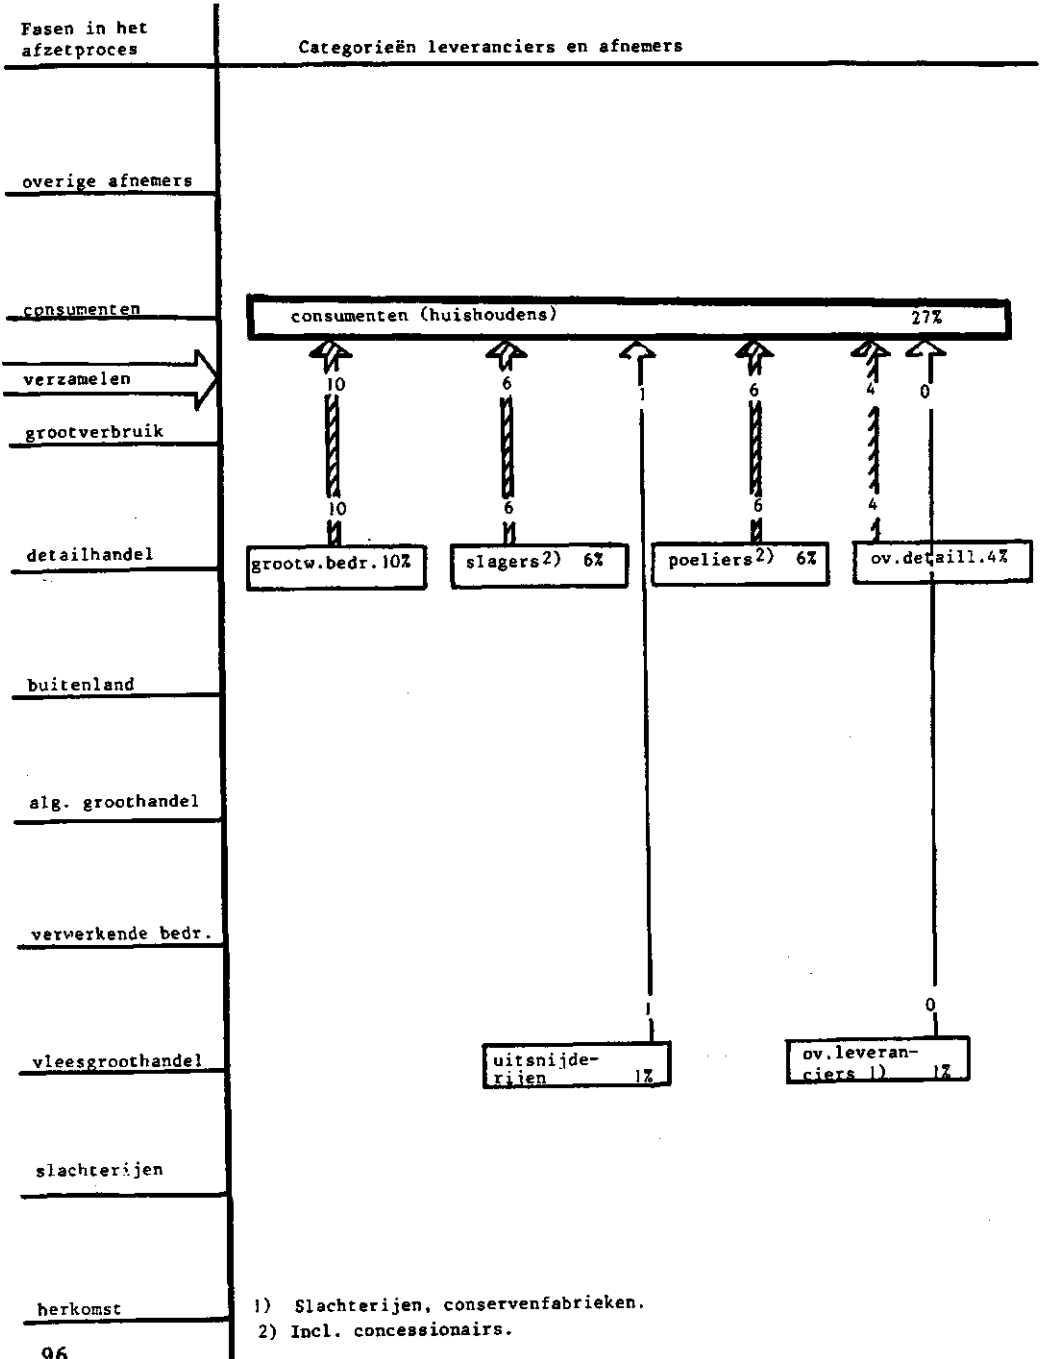 Fasen in het
afzetproces
Categorieën leveranciers en afnemers
overige afnemers
consumenten
consumenten (huishoudens) 27%
verzamelen
10 6 1 6 4 0
grootverbruik
10 6 6 4
detailhandel
grootw.bedr.10% slagers2) 6% poeliers2) 6% ov.detaill.4%
buitenland
alg. groothandel
verwerkende bedr.
1 0
vleesgroothandel
uitsnijde-
rijen 1%
ov.leveran-
ciers 1) 1%
slachterijen
herkomst
1) Slachterijen, conservenfabrieken.
2) Incl. concessionairs.
96